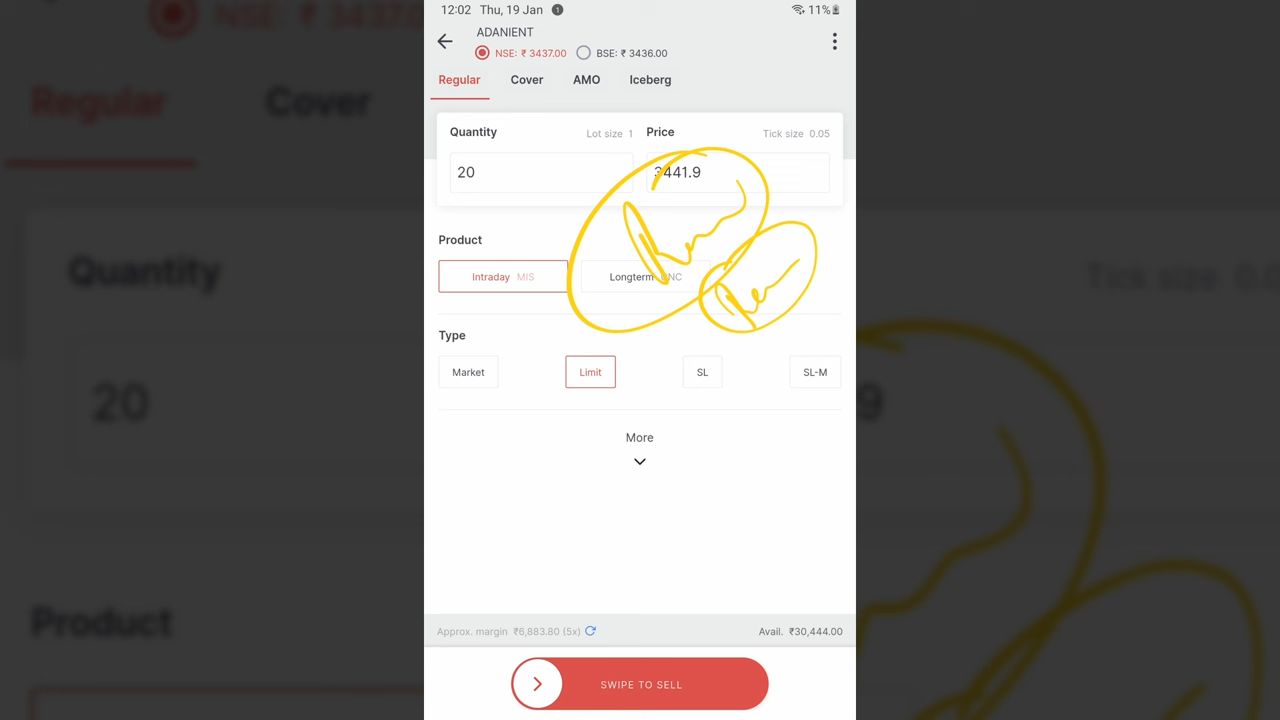 12:02 Thu, 19 Jan 1 11%
ADANIENT
NSE: ₹ 3437.00 BSE: ₹ 3436.00
Regular Cover AMO Iceberg
Quantity Lot size 1 Price Tick size 0.05
20 3441.9
Product
Intraday MIS Longterm CNC
Type
Market Limit SL SL-M
More
Approx. margin ₹6,883.80 (5x) Avail. ₹30,444.00
SWIPE TO SELL